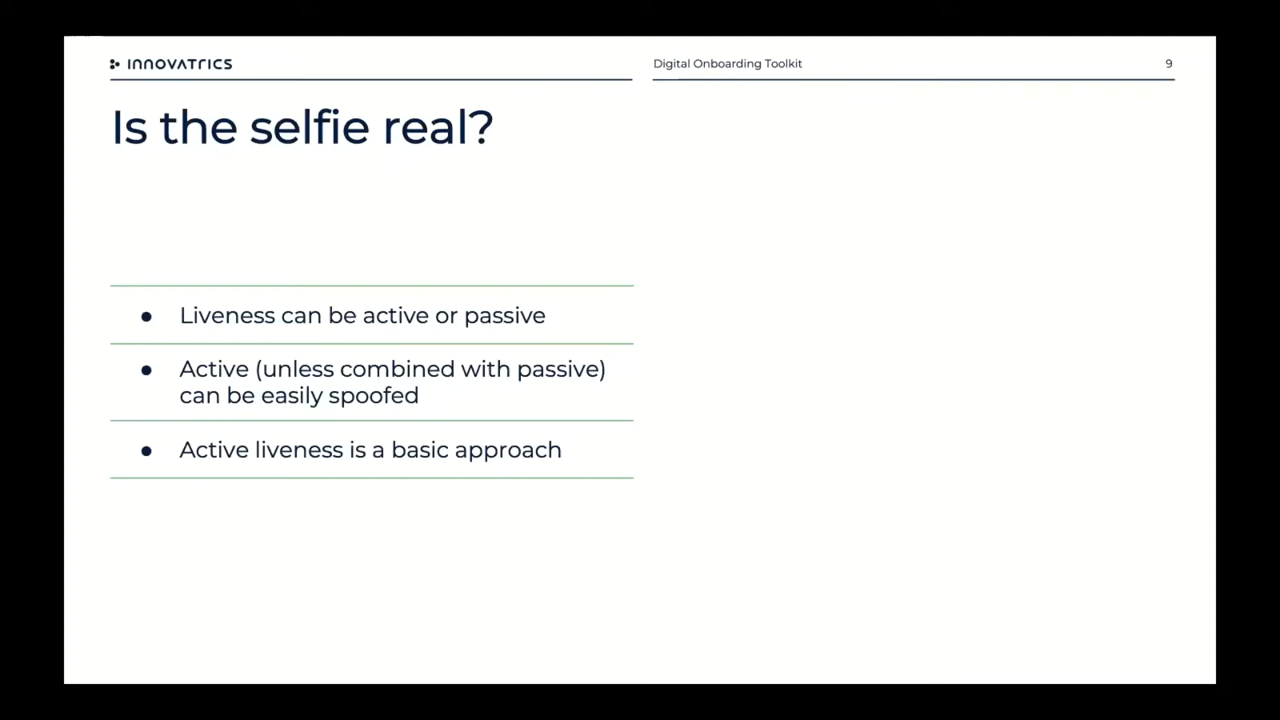 INNOVATRICS
Digital Onboarding Toolkit
9
Is the selfie real?
● Liveness can be active or passive
● Active (unless combined with passive)
can be easily spoofed
● Active liveness is a basic approach